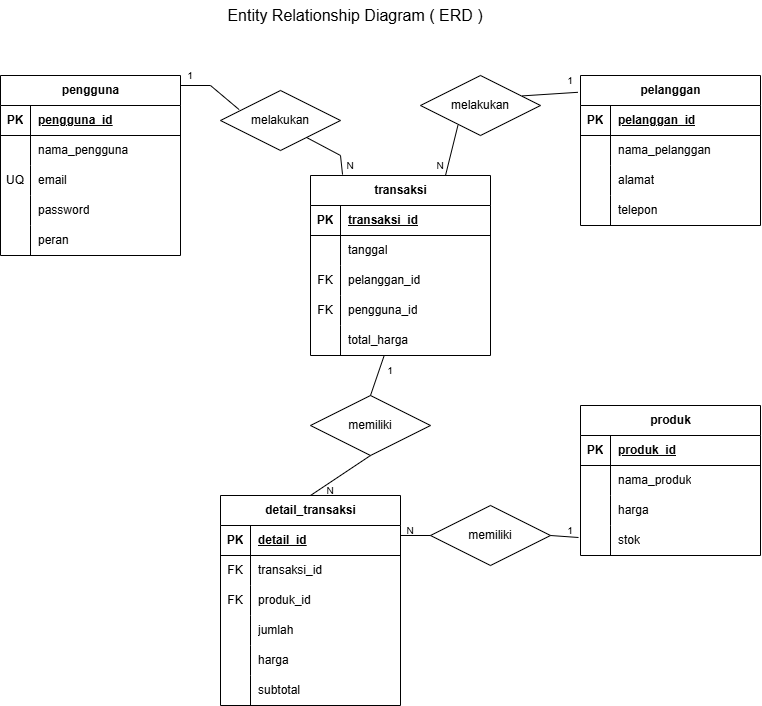 Entity Relationship Diagram ( ERD )
pengguna
PK pengguna_id
nama_pengguna
UQ email
password
peran
1
melakukan
N
pelanggan
PK pelanggan_id
nama_pelanggan
alamat
telepon
1
melakukan
N
transaksi
PK transaksi_id
tanggal
FK pelanggan_id
FK pengguna_id
total_harga
1
memiliki
N
detail_transaksi
PK detail_id
FK transaksi_id
FK produk_id
jumlah
harga
subtotal
N
memiliki
1
produk
PK produk_id
nama_produk
harga
stok